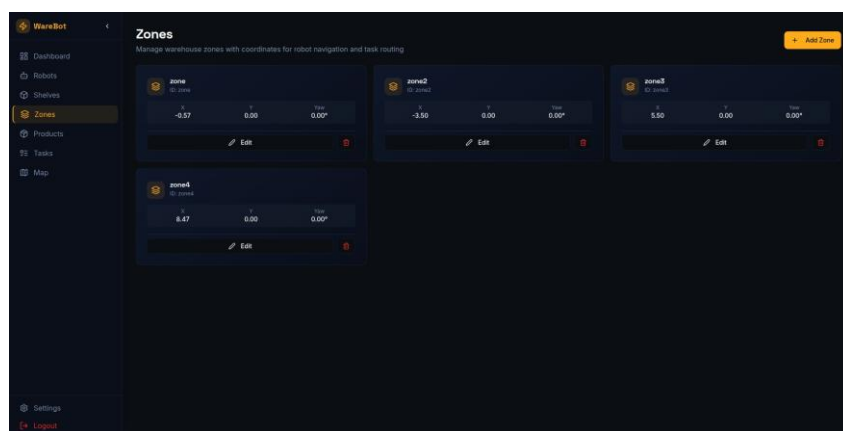 WareBot
Dashboard
Robots
Shelves
Zones
Products
Tasks
Map
Settings
Logout
Zones
Manage warehouse zones with coordinates for robot navigation and task routing
+ Add Zone
zone
ID: zone
X Y Yaw
-0.57 0.00 0.00°
Edit
zone2
ID: zone2
X Y Yaw
-3.50 0.00 0.00°
Edit
zone3
ID: zone3
X Y Yaw
5.50 0.00 0.00°
Edit
zone4
ID: zone4
X Y Yaw
8.47 0.00 0.00°
Edit